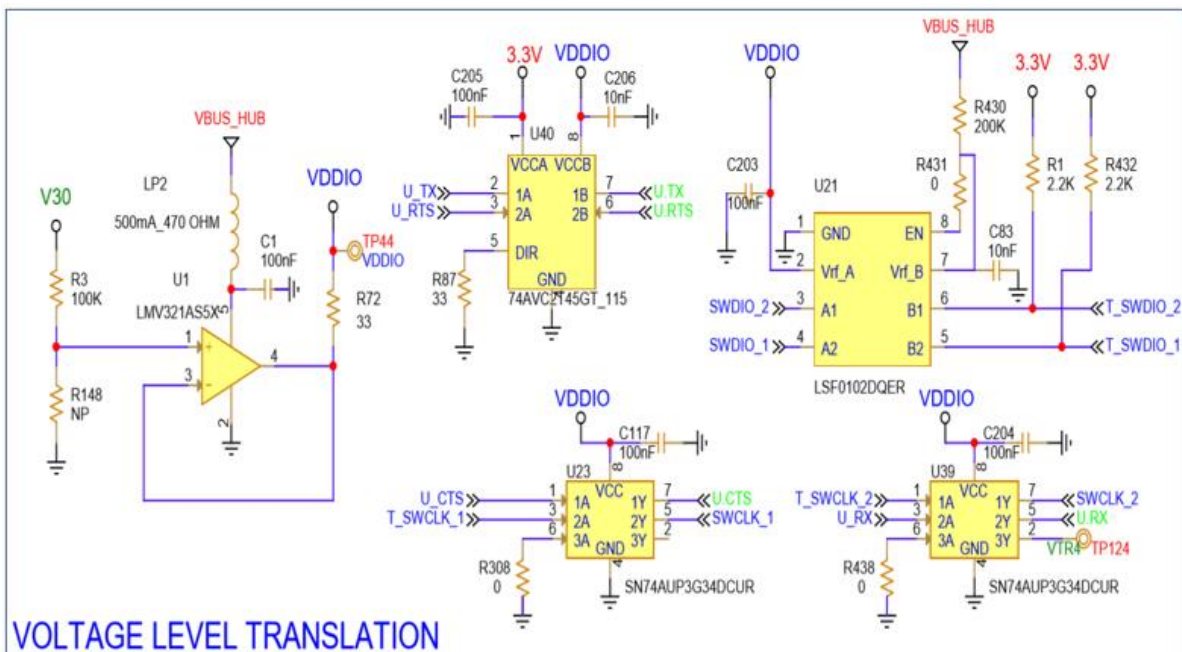 VBUS_HUB
V30
LP2
500mA_470 OHM
VDDIO
C1
100nF
TP44
VDDIO
R3
100K
U1
LMV321AS5X
R72
33
1
+
5
4
3
-
2
R148
NP
C205
100nF
3.3V
VDDIO
C206
10nF
1
U40
8
VCCA VCCB
U_TX 2 1A 1B 7 U.TX
U_RTS 3 2A 2B 6 U.RTS
5 DIR
R87
33
GND
4
74AVC2T45GT_115
VBUS_HUB
VDDIO
3.3V 3.3V
R430
200K
R431
0
R1
2.2K
R432
2.2K
C203
100nF
U21
1 GND EN 8
C83
10nF
2 Vrf_A Vrf_B 7
SWDIO_2 3 A1 B1 6 T_SWDIO_2
SWDIO_1 4 A2 B2 5 T_SWDIO_1
LSF0102DQER
VDDIO
C117
100nF
U23
8
VCC
U_CTS 1 1A 1Y 7 U.CTS
T_SWCLK_1 3 2A 2Y 5 SWCLK_1
6 3A 3Y 2
GND
4
R308
0
SN74AUP3G34DCUR
VDDIO
C204
100nF
U39
8
VCC
T_SWCLK_2 1 1A 1Y 7 SWCLK_2
U_RX 3 2A 2Y 5 U.RX
6 3A 3Y 2 VTR4 TP124
GND
4
R438
0
SN74AUP3G34DCUR
VOLTAGE LEVEL TRANSLATION